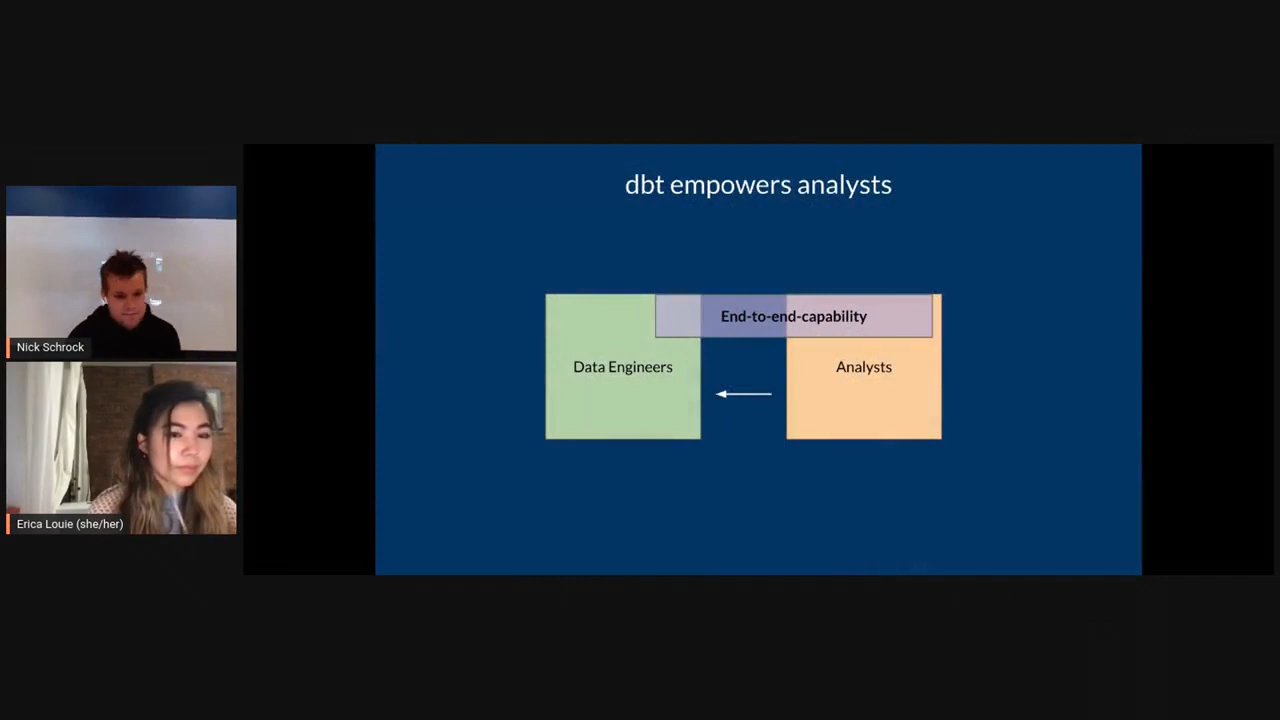 dbt empowers analysts
End-to-end-capability
Data Engineers
Analysts
Nick Schrock
Erica Louie (she/her)